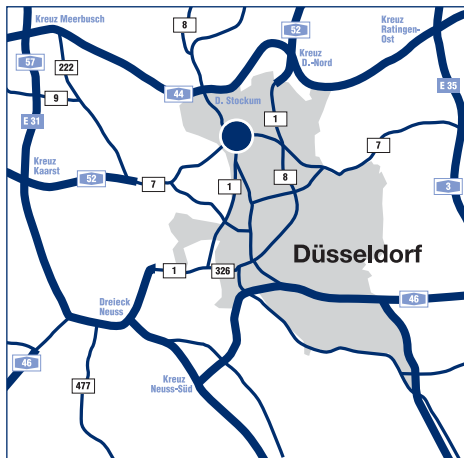 Kreuz Meerbusch
8
52
Kreuz
Ratingen-
Ost
57
222
Kreuz
D.-Nord
44
E 35
9
D. Stockum
1
E 31
7
Kreuz
Kaarst
52
7
1
8
3
Düsseldorf
1
326
46
Dreieck
Neuss
46
477
Kreuz
Neuss-Süd